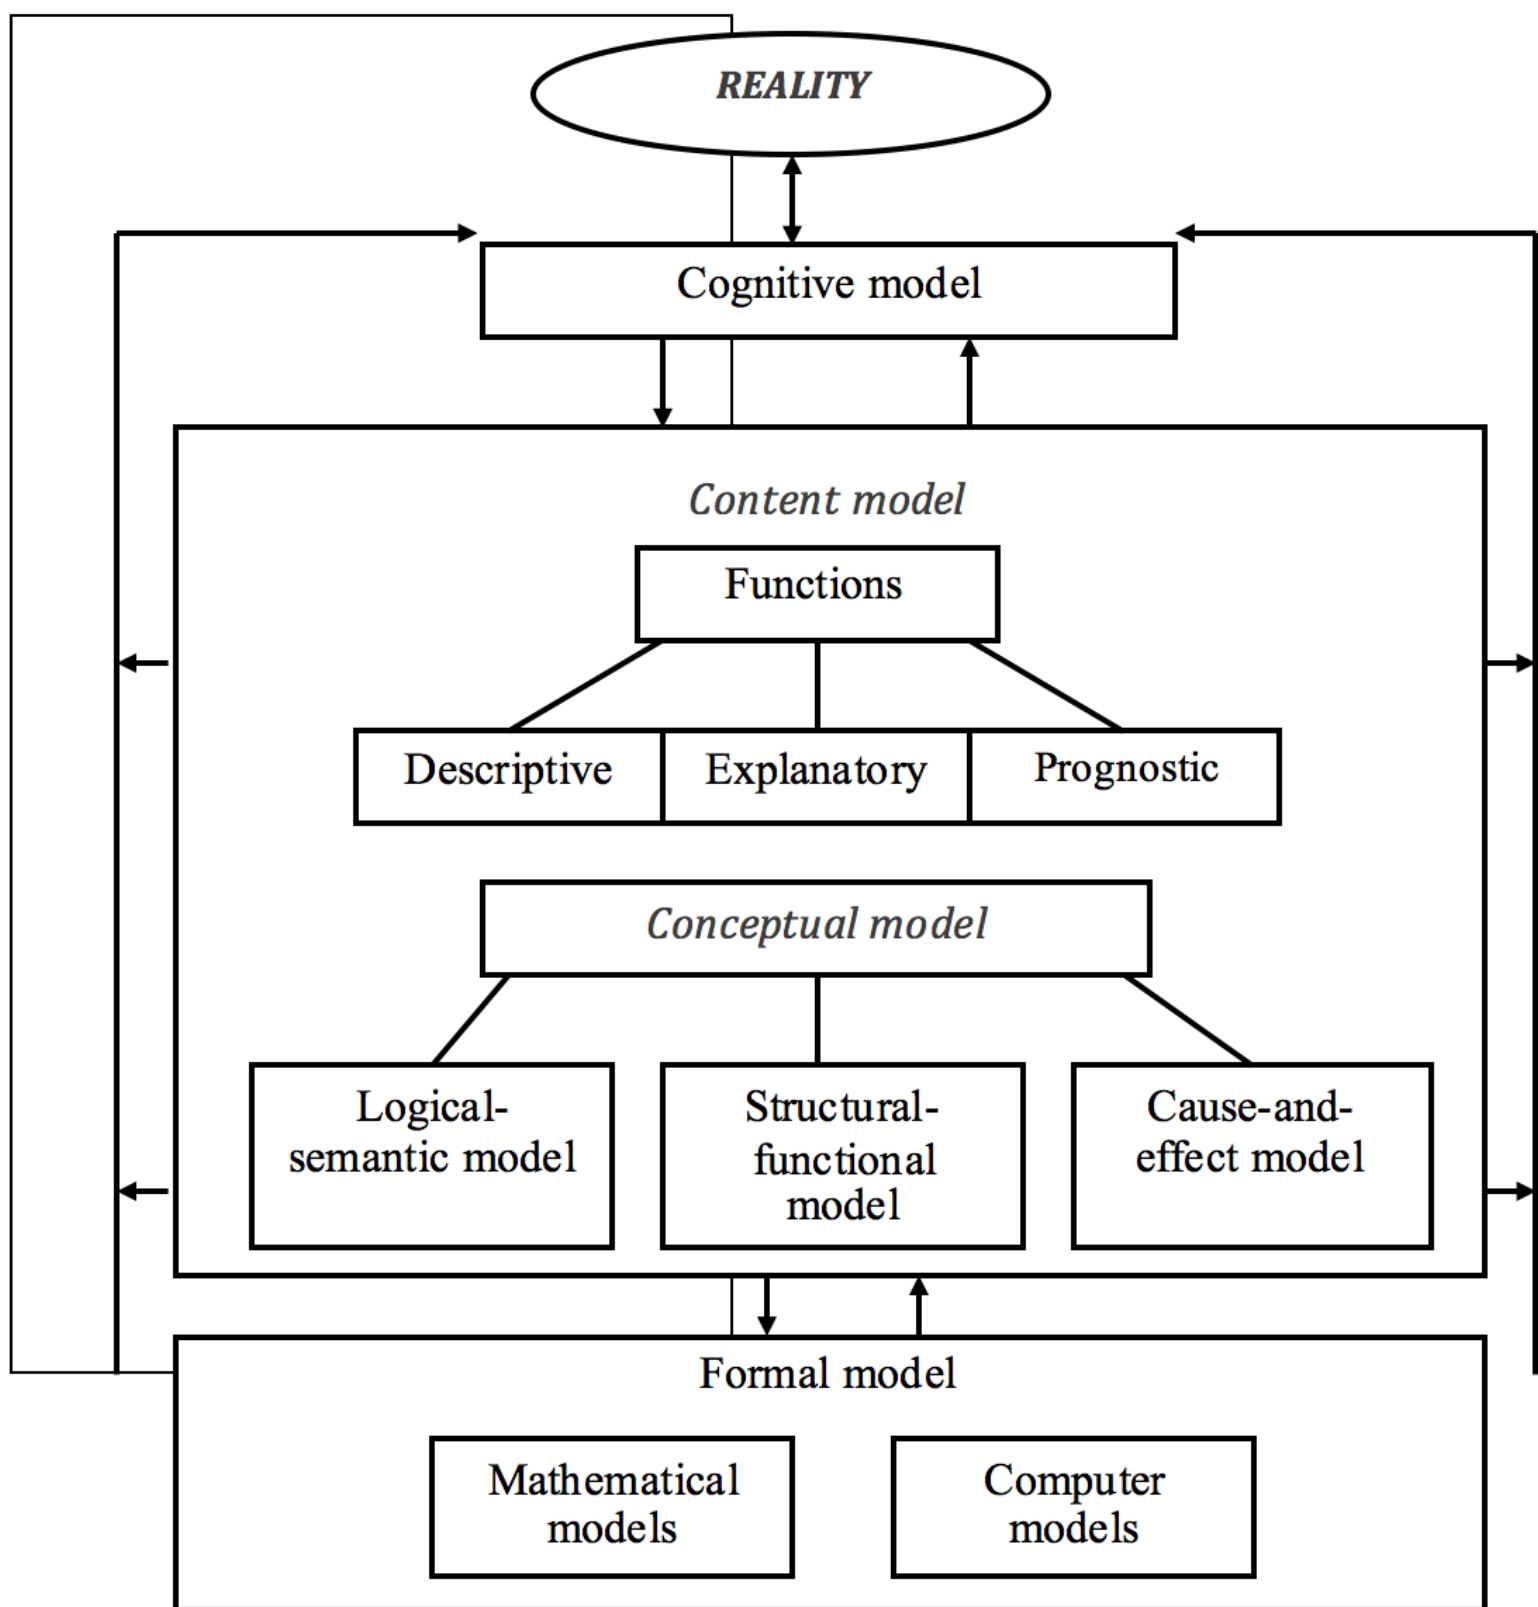 REALITY
Cognitive model
Content model
Functions
Descriptive
Explanatory
Prognostic
Conceptual model
Logical-
semantic model
Structural-
functional
model
Cause-and-
effect model
Formal model
Mathematical
models
Computer
models